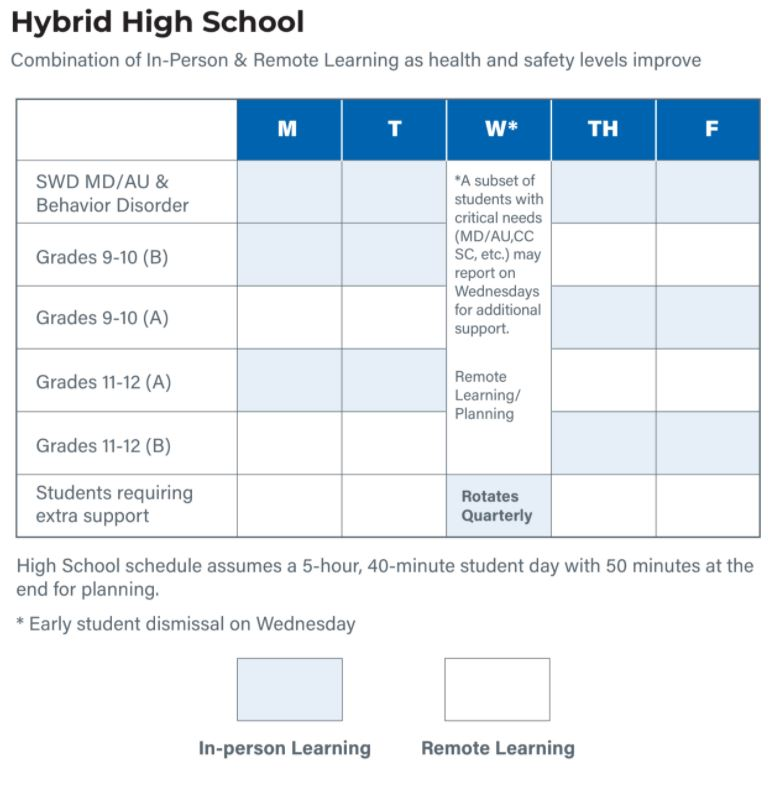 Hybrid High School
Combination of In-Person & Remote Learning as health and safety levels improve
M T W* TH F
SWD MD/AU &
Behavior Disorder
*A subset of
students with
critical needs
(MD/AU,CC
SC, etc.) may
report on
Wednesdays
for additional
support.
Grades 9-10 (B)
Grades 9-10 (A)
Grades 11-12 (A)
Remote
Learning/
Planning
Grades 11-12 (B)
Students requiring
extra support
Rotates
Quarterly
High School schedule assumes a 5-hour, 40-minute student day with 50 minutes at the
end for planning.
* Early student dismissal on Wednesday
In-person Learning
Remote Learning